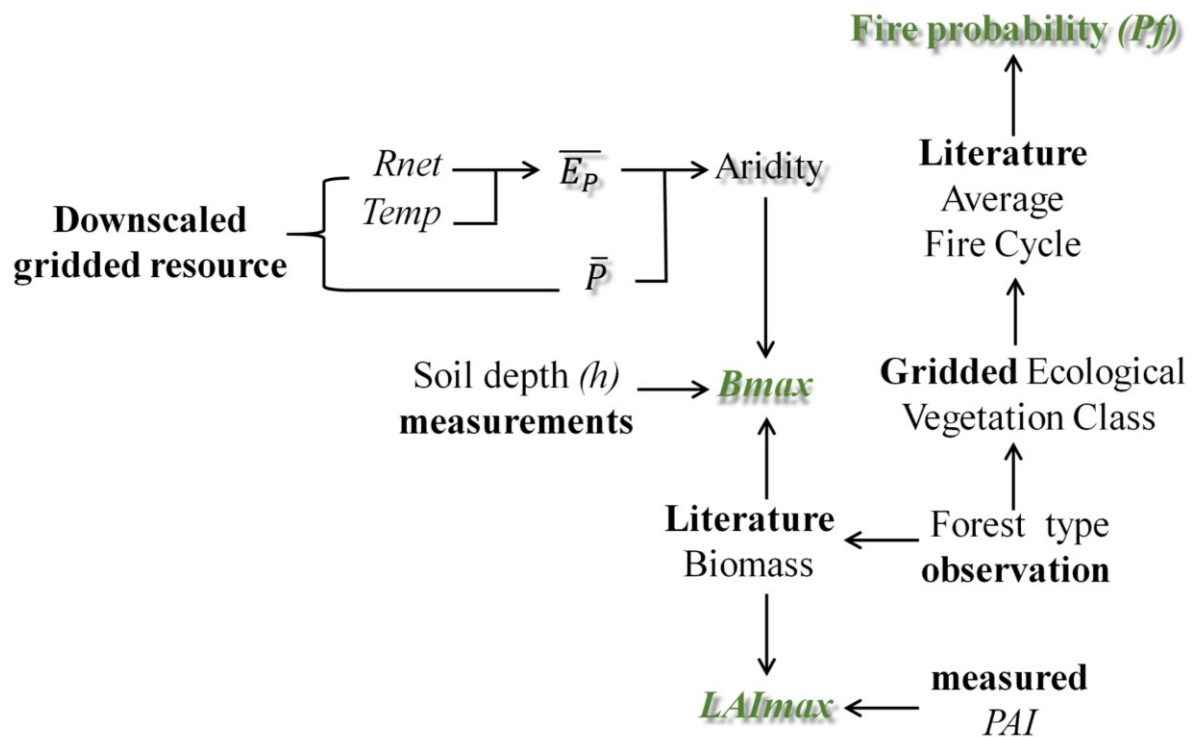 Fire probability (Pf)
Literature
Average
Fire Cycle
Gridded Ecological
Vegetation Class
Forest type
observation
Downscaled
gridded resource
Rnet
Temp
E̅_P̅
P̅
Aridity
Soil depth (h)
measurements
Bmax
Literature
Biomass
LAImax
measured
PAI